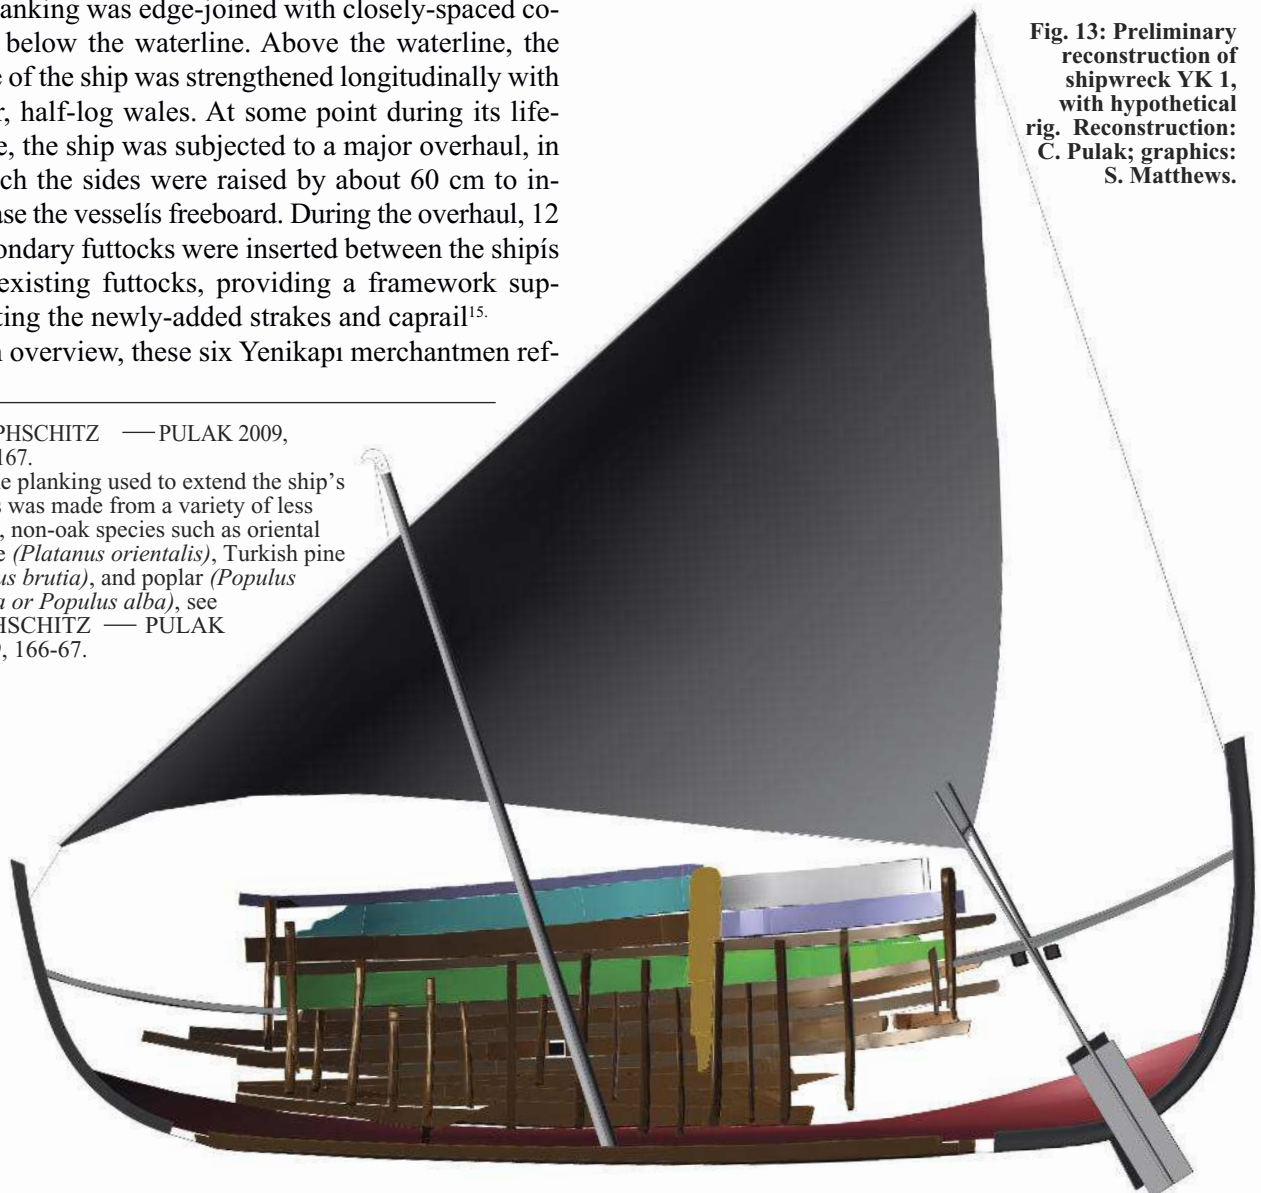 anking was edge-joined with closely-spaced co-
below the waterline. Above the waterline, the
e of the ship was strengthened longitudinally with
r, half-log wales. At some point during its life-
e, the ship was subjected to a major overhaul, in
ch the sides were raised by about 60 cm to in-
ase the vesselís freeboard. During the overhaul, 12
ondary futtocks were inserted between the shipís
existing futtocks, providing a framework sup-
ting the newly-added strakes and caprail15.
n overview, these six Yenikapı merchantmen ref-
PHSCHITZ — PULAK 2009,
167.
e planking used to extend the ship's
s was made from a variety of less
, non-oak species such as oriental
e (Platanus orientalis), Turkish pine
us brutia), and poplar (Populus
a or Populus alba), see
HSCHITZ — PULAK
9, 166-67.
Fig. 13: Preliminary
reconstruction of
shipwreck YK 1,
with hypothetical
rig. Reconstruction:
C. Pulak; graphics:
S. Matthews.